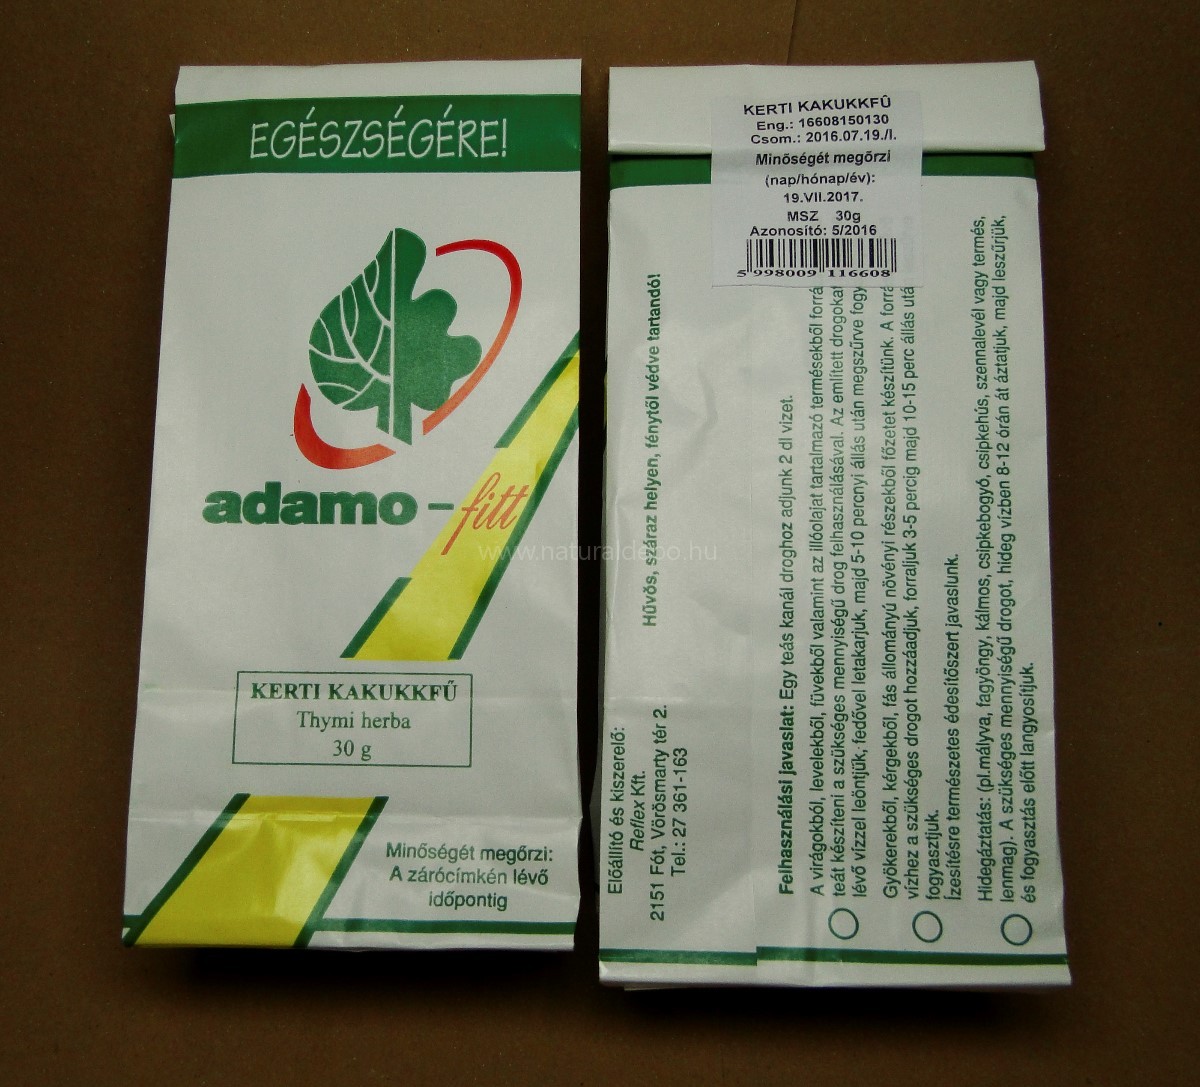 EGÉSZSÉGÉRE!
adamo – fitt
KERTI KAKUKKFŰ
Thymi herba
30 g
Minőségét megőrzi:
A zárócímkén lévő
időpontig
www.naturaldepo.hu
KERTI KAKUKKFÛ
Eng.: 16608150130
Csom.: 2016.07.19./I.
Minõségét megõrzi
(nap/hónap/év):
19.VII.2017.
MSZ 30g
Azonosító: 5/2016
5 998009 116608
Előállító és kiszerelő:
Reflex Kft.
2151 Fót, Vörösmarty tér 2.
Tel.: 27 361-163
Hűvös, száraz helyen, fénytől védve tartandó!
Felhasználási javaslat: Egy teás kanál droghoz adjunk 2 dl vizet.
A virágokból, levelekből, füvekből valamint az illóolajat tartalmazó termésekből forrá
teát készíteni a szükséges mennyiségű drog felhasználásával. Az említett drogokat
lévő vízzel leöntjük, fedővel letakarjuk, majd 5-10 percnyi állás után megszűrve fogy
Gyökerekből, kérgekből, fás állományú növényi részekből főzetet készítünk. A forrá
vízhez a szükséges drogot hozzáadjuk, forraljuk 3-5 percig majd 10-15 perc állás utá
fogyasztjuk.
Ízesítésre természetes édesítőszert javaslunk.
Hidegáztatás: (pl.mályva, fagyöngy, kálmos, csipkebogyó, csipkehús, szennalevél vagy termés,
lenmag). A szükséges mennyiségű drogot, hideg vízben 8-12 órán át áztatjuk, majd leszűrjük,
és fogyasztás előtt langyosítjuk.